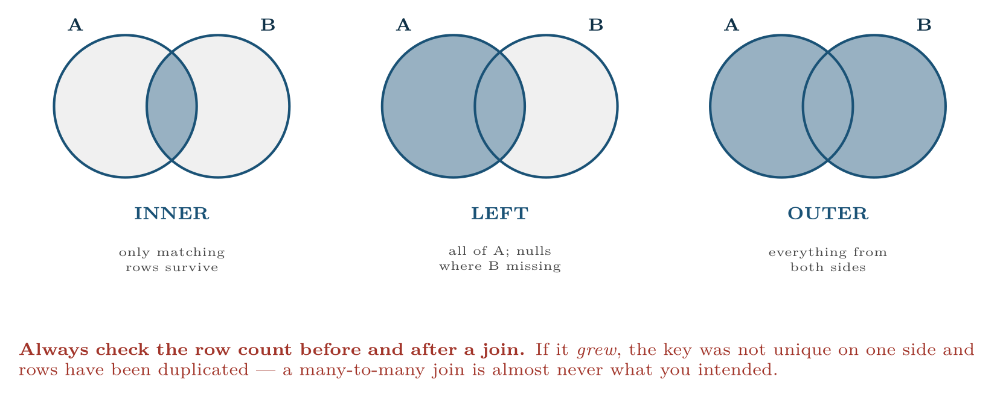 A B A B A B
INNER LEFT OUTER
only matching
rows survive
all of A; nulls
where B missing
everything from
both sides
Always check the row count before and after a join. If it grew, the key was not unique on one side and
rows have been duplicated — a many-to-many join is almost never what you intended.